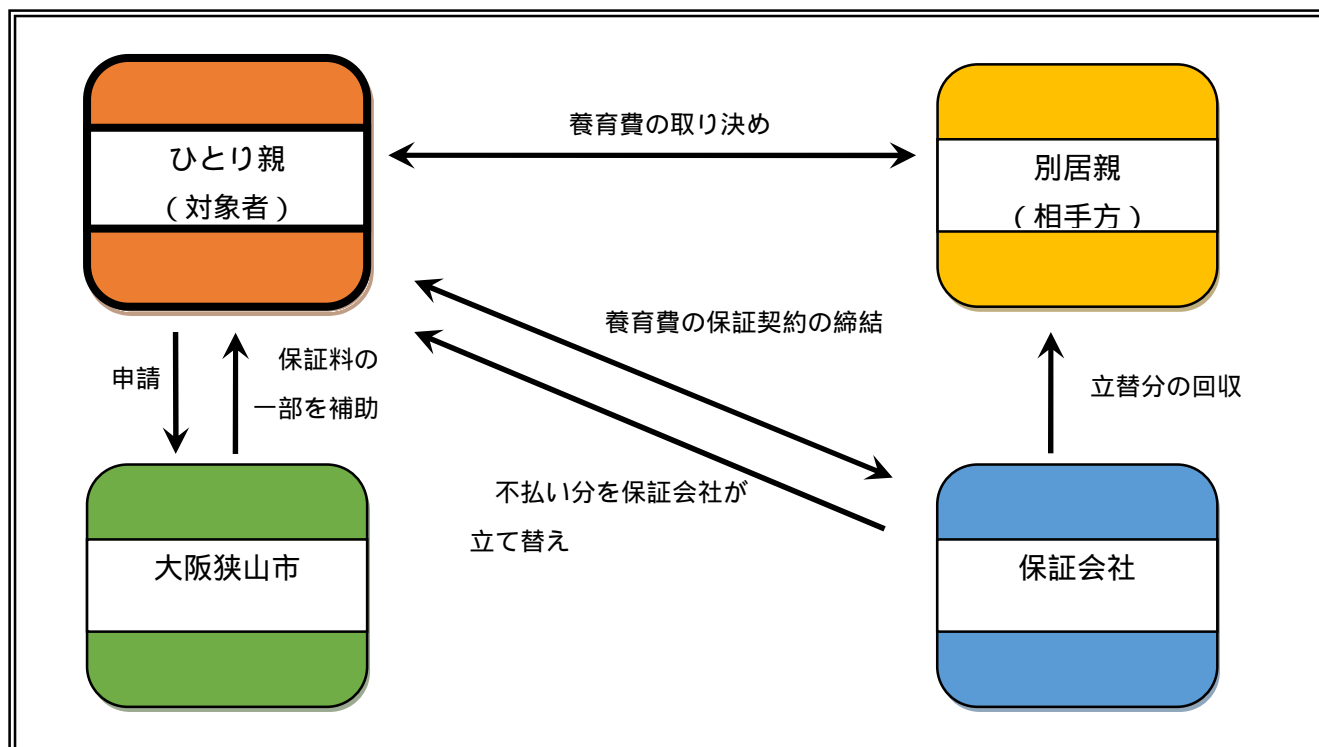 ひとり親
（対象者）
養育費の取り決め
別居親
（相手方）
養育費の保証契約の締結
申請
保証料の
一部を補助
立替分の回収
不払い分を保証会社が
立て替え
大阪狭山市
保証会社